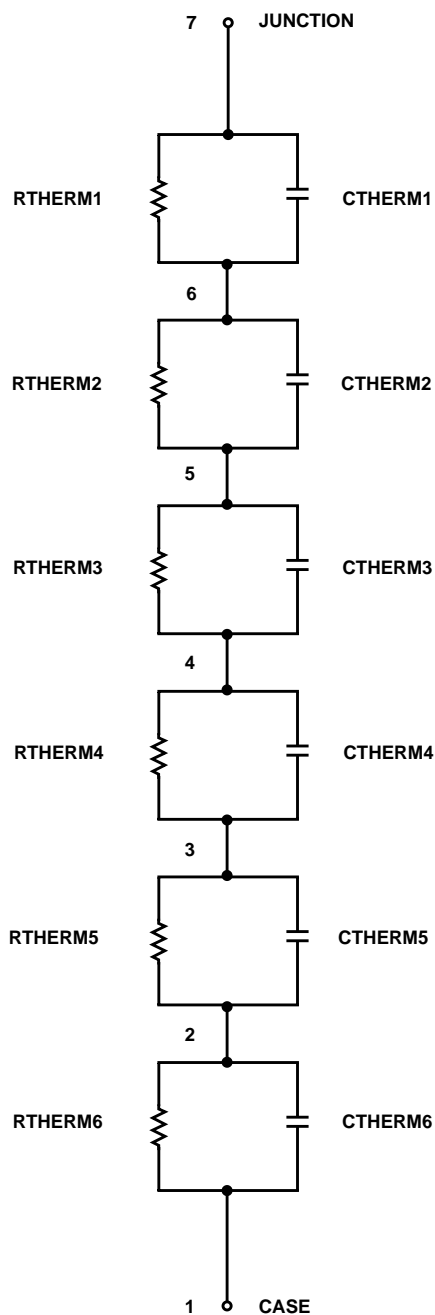 7 JUNCTION
RTHERM1 CTHERM1
6
RTHERM2 CTHERM2
5
RTHERM3 CTHERM3
4
RTHERM4 CTHERM4
3
RTHERM5 CTHERM5
2
RTHERM6 CTHERM6
1 CASE